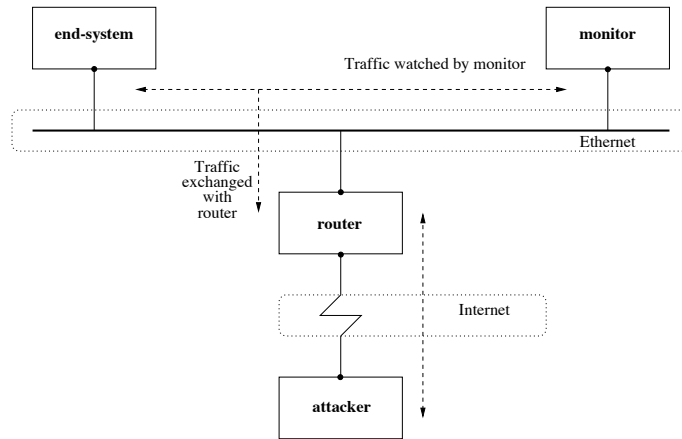 end-system
monitor
Traffic watched by monitor
Ethernet
Traffic
exchanged
with
router
router
Internet
attacker